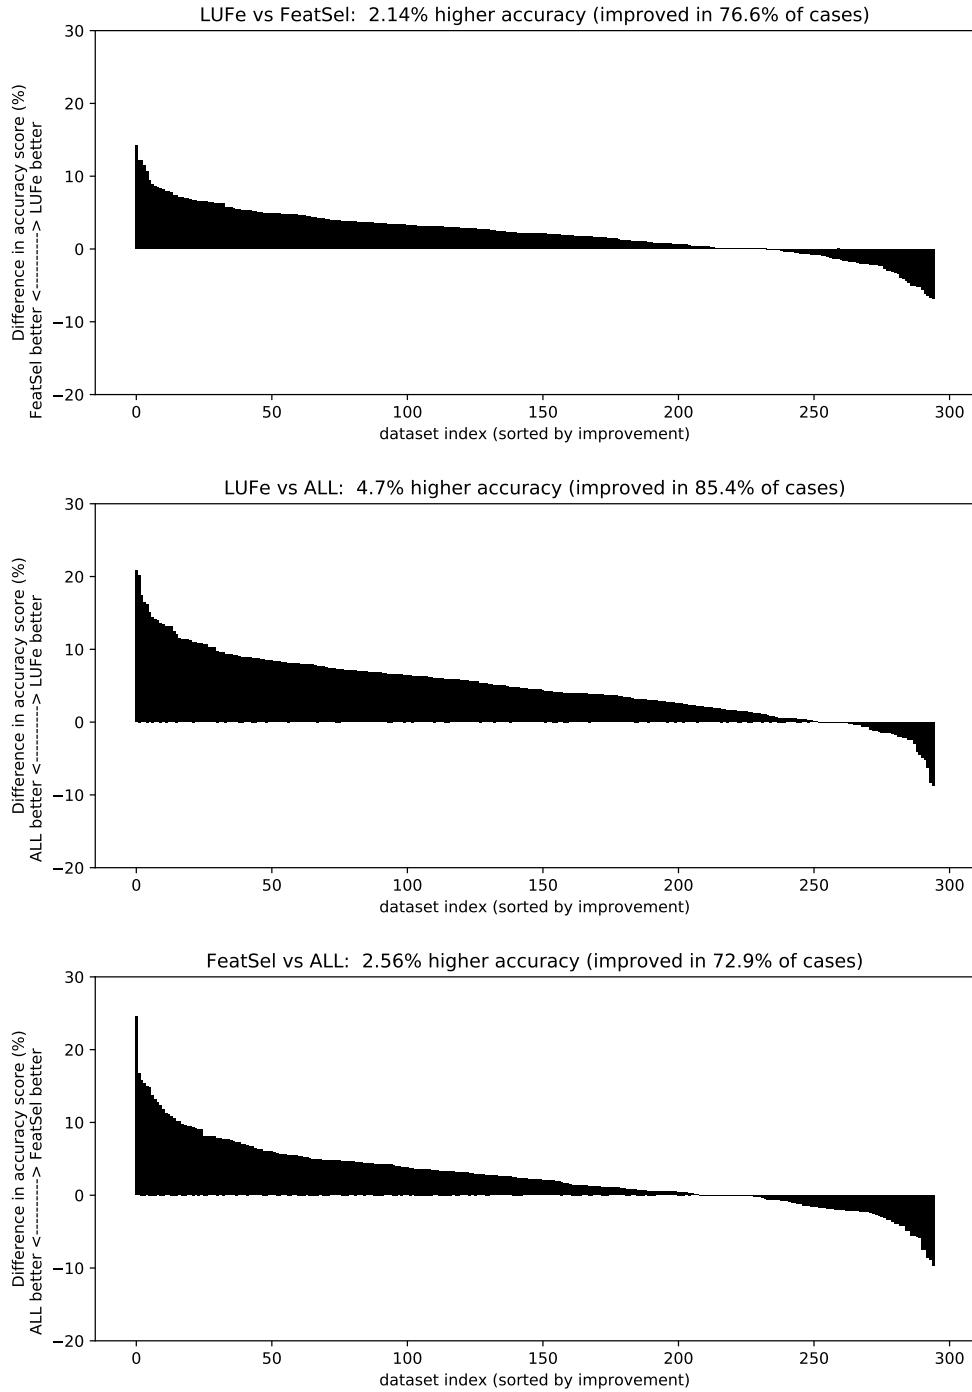 LUFe vs FeatSel:  2.14% higher accuracy (improved in 76.6% of cases)
Difference in accuracy score (%)
FeatSel better <---------> LUFe better
30
20
10
0
−10
−20
0 50 100 150 200 250 300
dataset index (sorted by improvement)
LUFe vs ALL:  4.7% higher accuracy (improved in 85.4% of cases)
Difference in accuracy score (%)
ALL better <---------> LUFe better
30
20
10
0
−10
−20
0 50 100 150 200 250 300
dataset index (sorted by improvement)
FeatSel vs ALL:  2.56% higher accuracy (improved in 72.9% of cases)
Difference in accuracy score (%)
ALL better <---------> FeatSel better
30
20
10
0
−10
−20
0 50 100 150 200 250 300
dataset index (sorted by improvement)